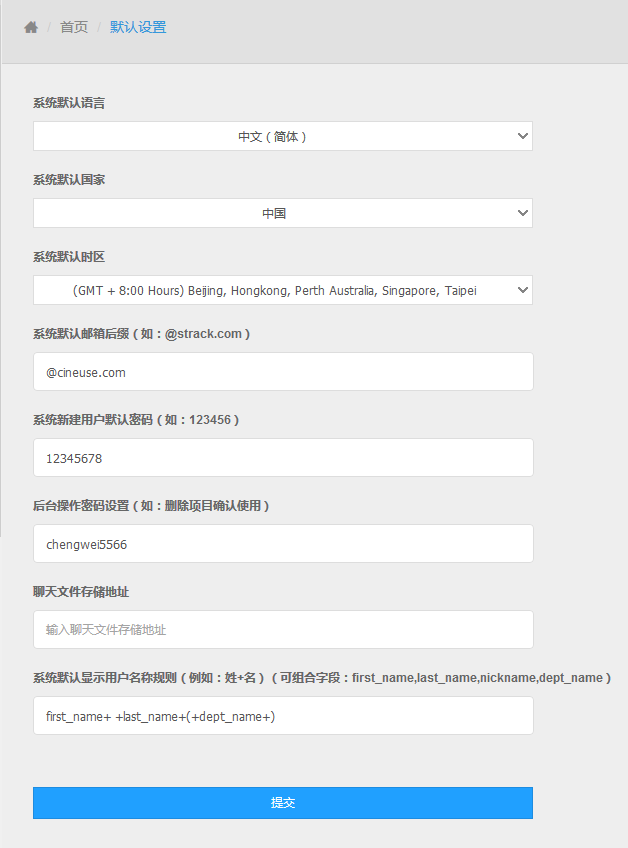 首页 / 默认设置
系统默认语言
中文（简体）
系统默认国家
中国
系统默认时区
(GMT + 8:00 Hours) Beijing, Hongkong, Perth Australia, Singapore, Taipei
系统默认邮箱后缀（如：@strack.com）
@cineuse.com
系统新建用户默认密码（如：123456）
12345678
后台操作密码设置（如：删除项目确认使用）
chengwei5566
聊天文件存储地址
输入聊天文件存储地址
系统默认显示用户名称规则（例如：姓+名）（可组合字段：first_name,last_name,nickname,dept_name）
first_name+ +last_name+(+dept_name+)
提交